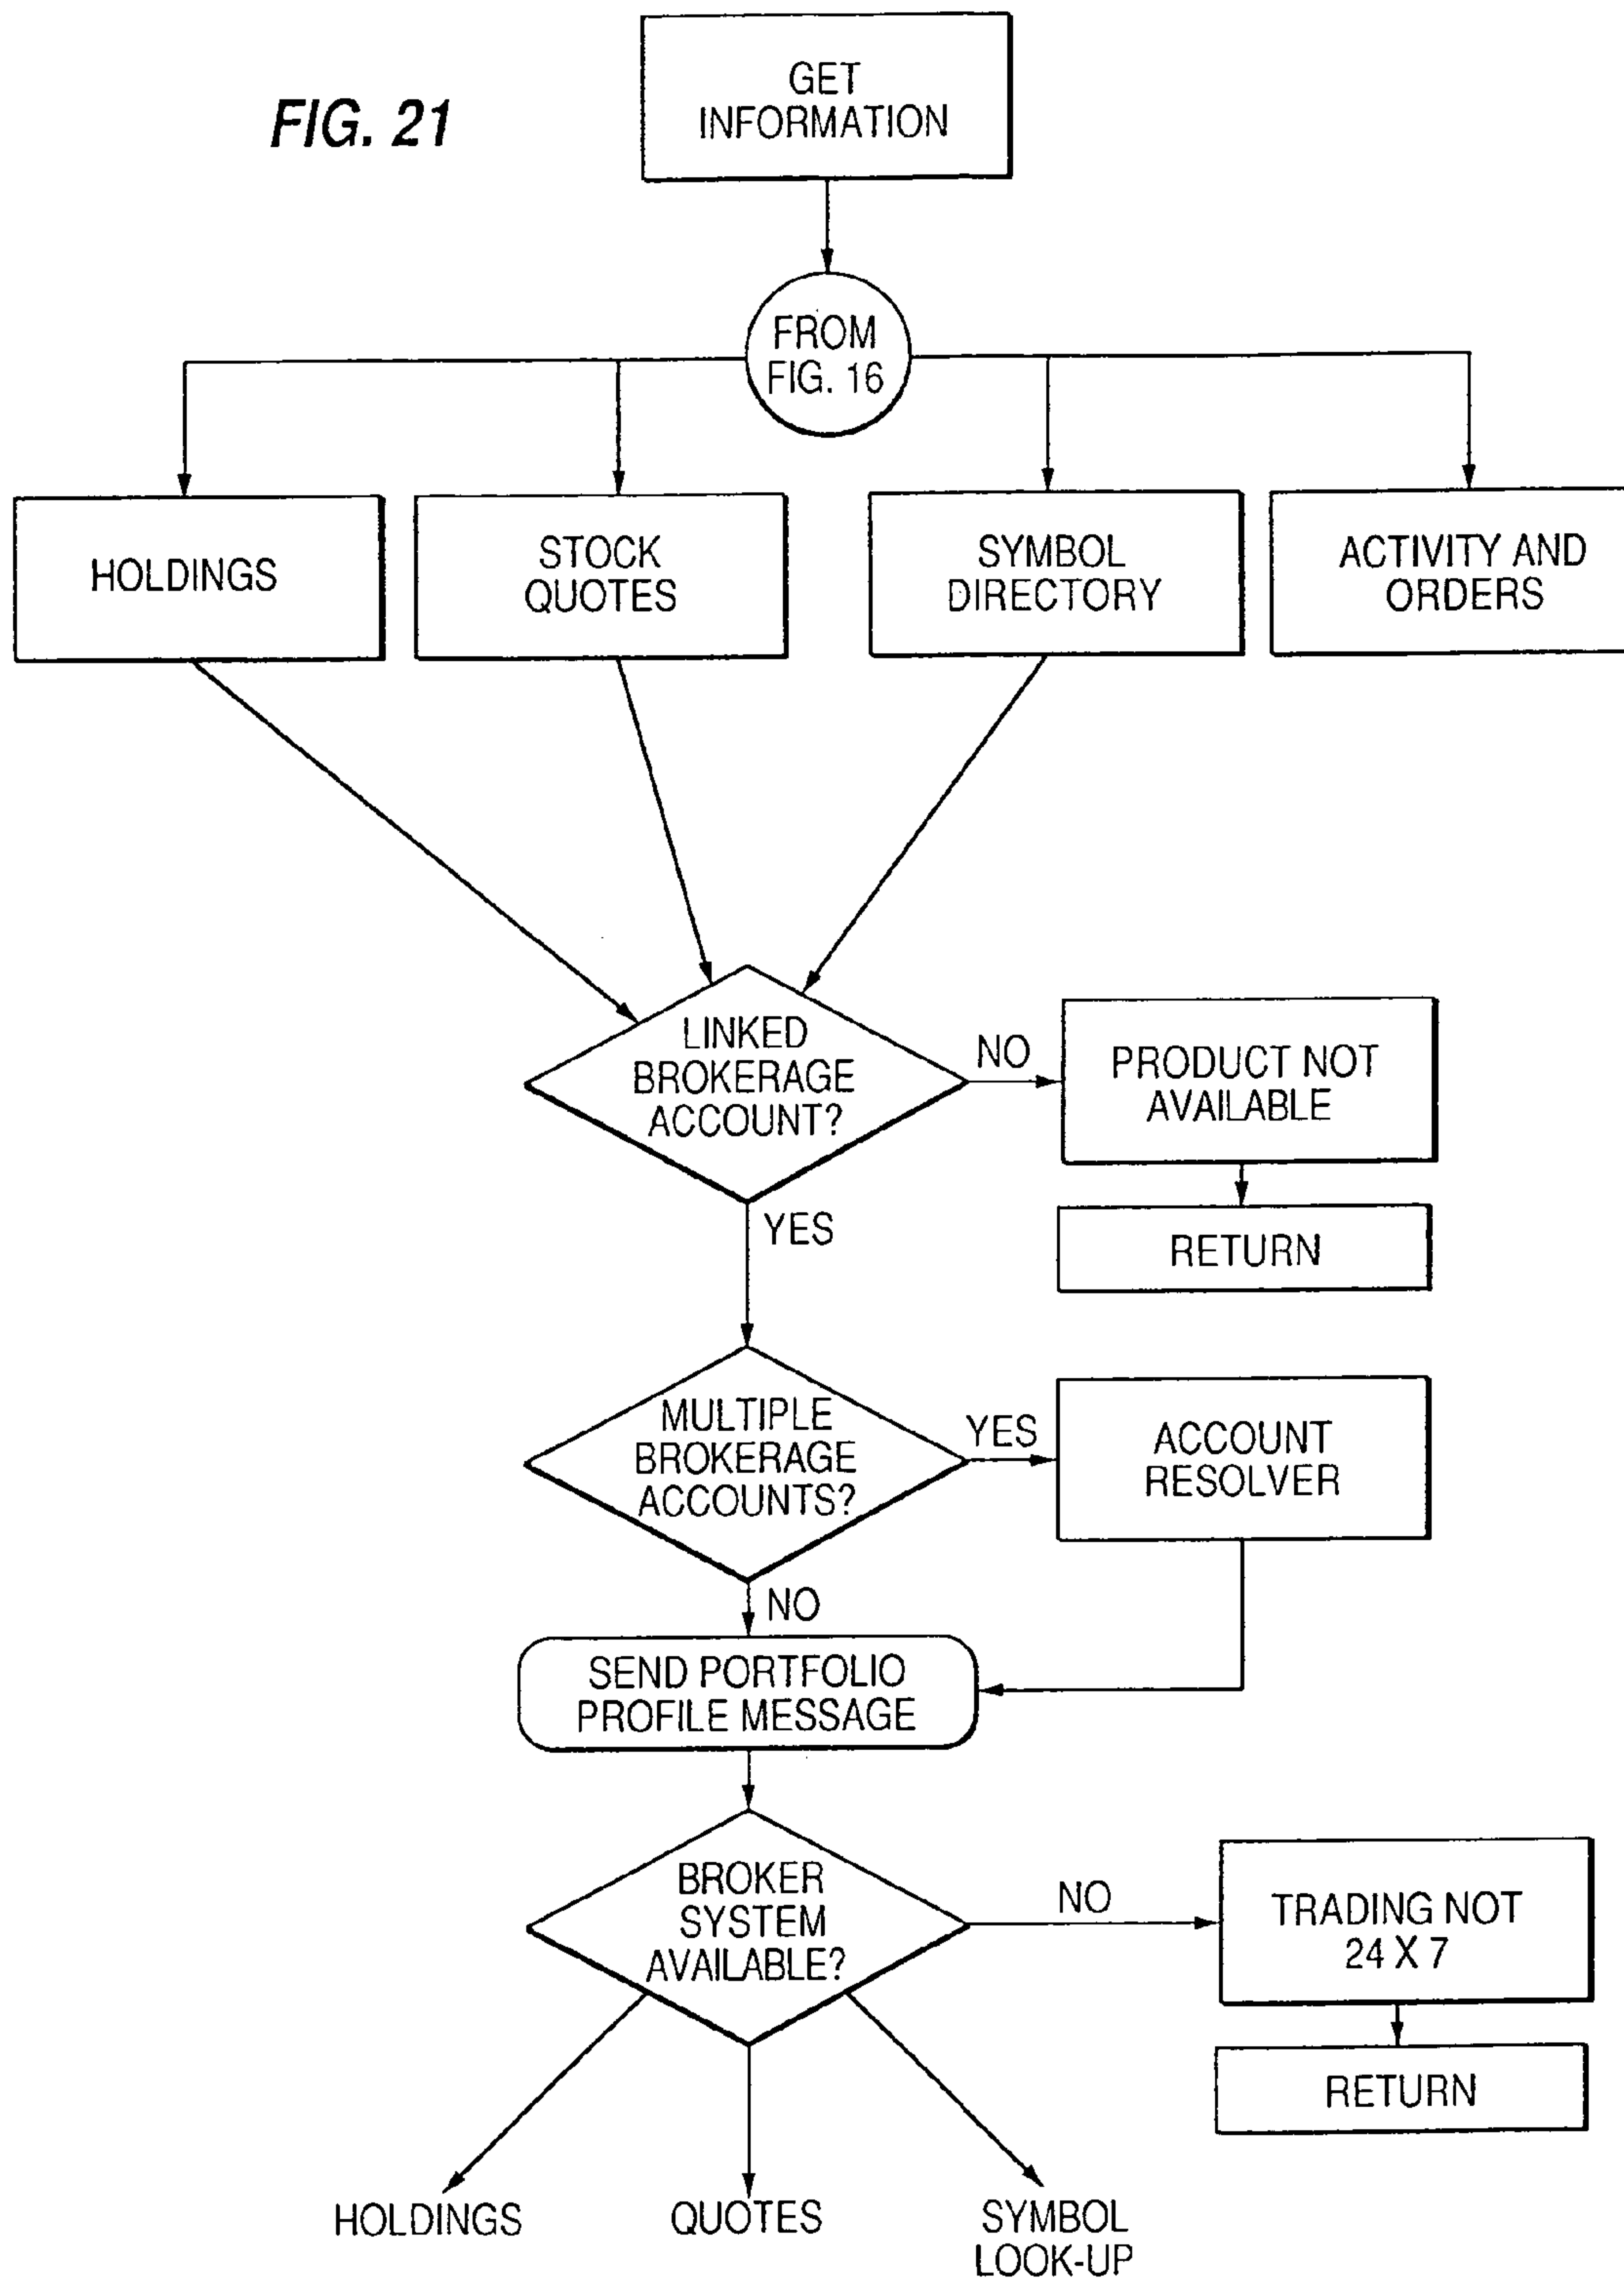 FIG. 21
GET
INFORMATION
FROM
FIG. 16
HOLDINGS
STOCK
QUOTES
SYMBOL
DIRECTORY
ACTIVITY AND
ORDERS
LINKED
BROKERAGE
ACCOUNT?
NO
PRODUCT NOT
AVAILABLE
YES
RETURN
MULTIPLE
BROKERAGE
ACCOUNTS?
YES
ACCOUNT
RESOLVER
NO
SEND PORTFOLIO
PROFILE MESSAGE
BROKER
SYSTEM
AVAILABLE?
NO
TRADING NOT
24 X 7
RETURN
HOLDINGS
QUOTES
SYMBOL
LOOK-UP